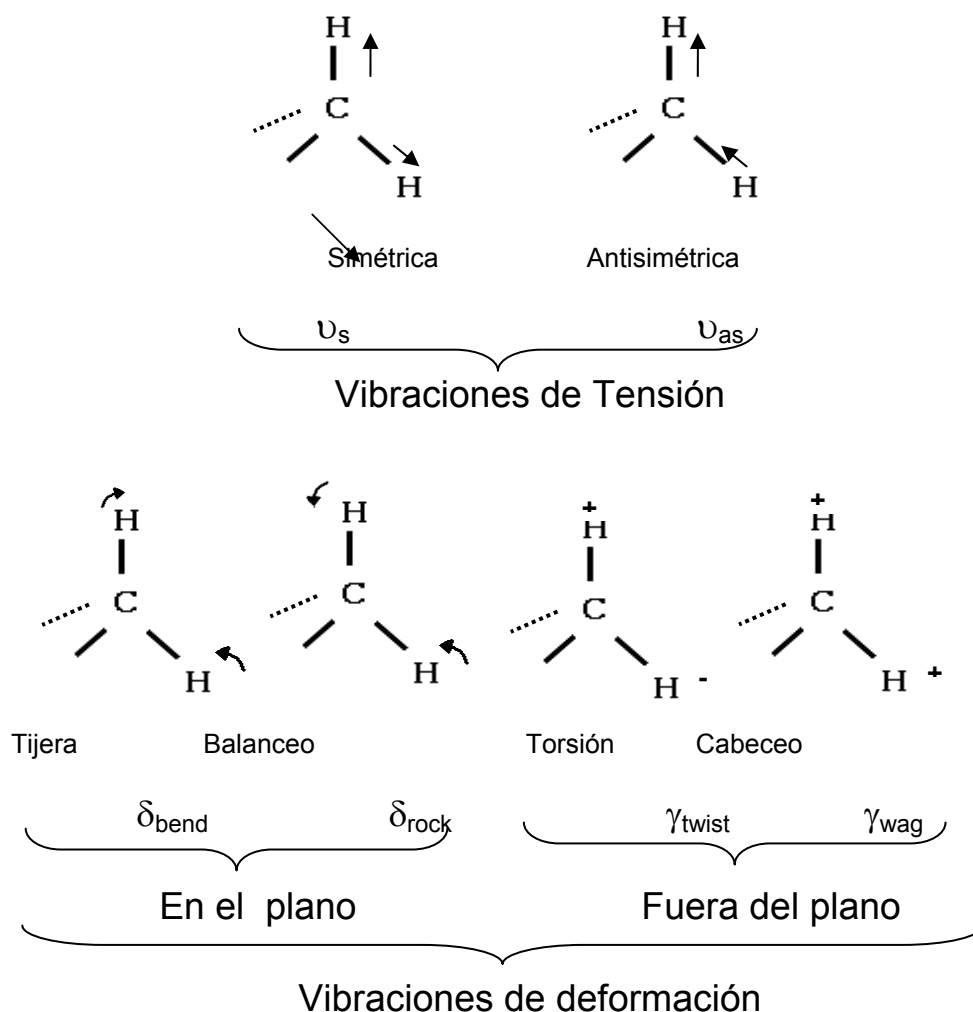 H H
C C
H H
Simétrica Antisimétrica
υs υas
Vibraciones de Tensión
H H + H + H
C C C C
H H H - H +
Tijera Balanceo Torsión Cabeceo
δbend δrock γtwist γwag
En el plano Fuera del plano
Vibraciones de deformación